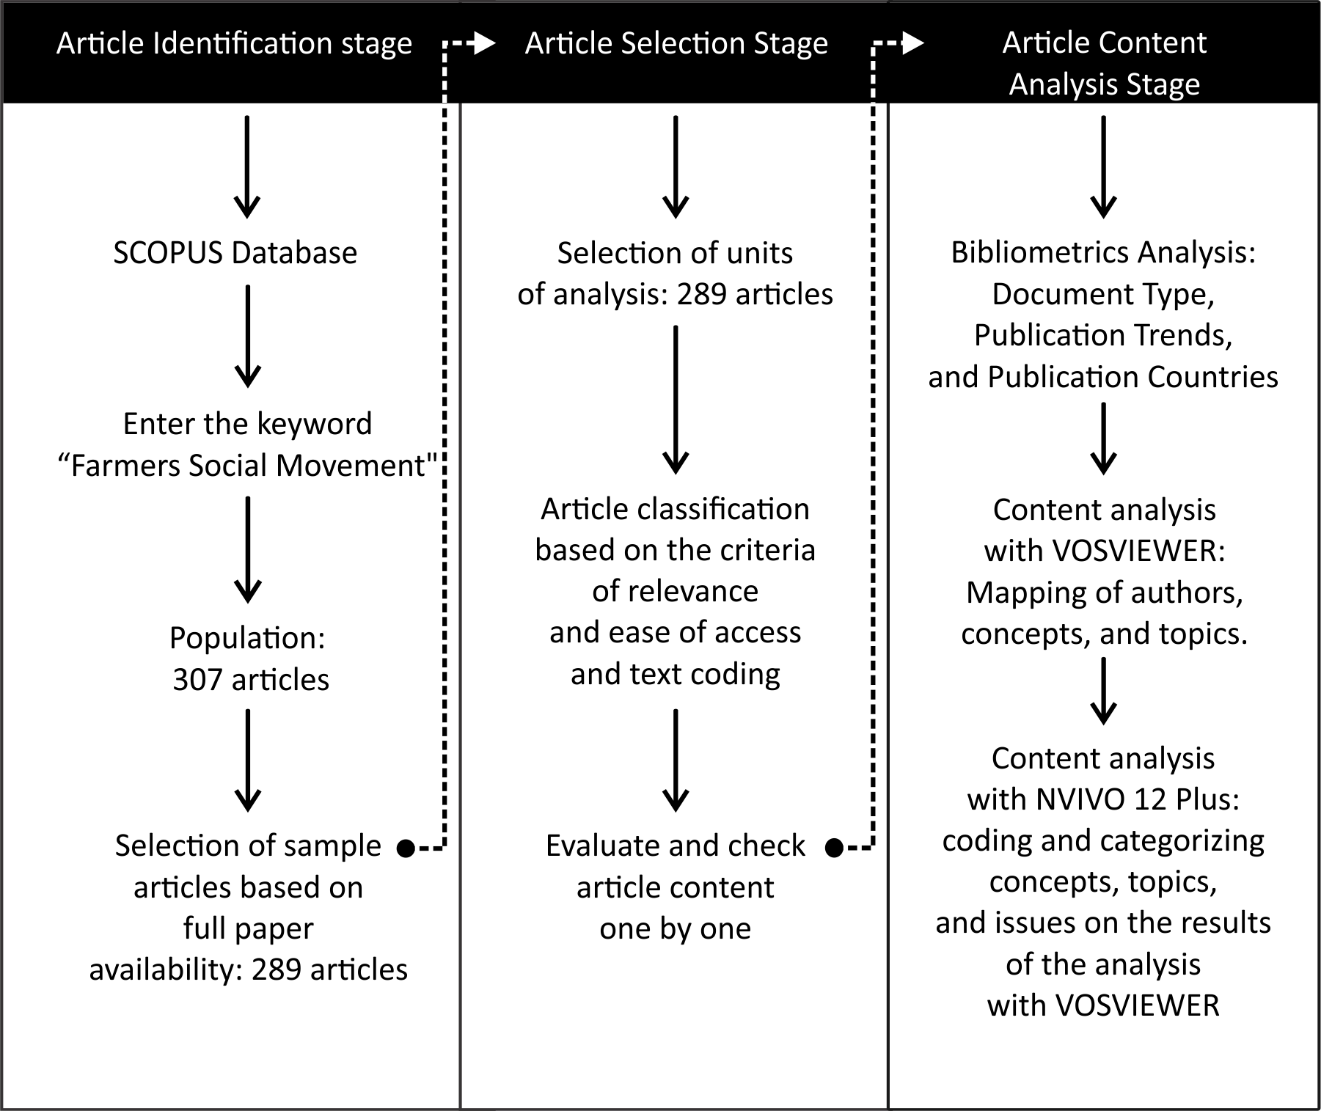 Article Identification stage
SCOPUS Database
Enter the keyword
“Farmers Social Movement"
Population:
307 articles
Selection of sample
articles based on
full paper
availability: 289 articles
Article Selection Stage
Selection of units
of analysis: 289 articles
Article classification
based on the criteria
of relevance
and ease of access
and text coding
Evaluate and check
article content
one by one
Article Content
Analysis Stage
Bibliometrics Analysis:
Document Type,
Publication Trends,
and Publication Countries
Content analysis
with VOSVIEWER:
Mapping of authors,
concepts, and topics.
Content analysis
with NVIVO 12 Plus:
coding and categorizing
concepts, topics,
and issues on the results
of the analysis
with VOSVIEWER